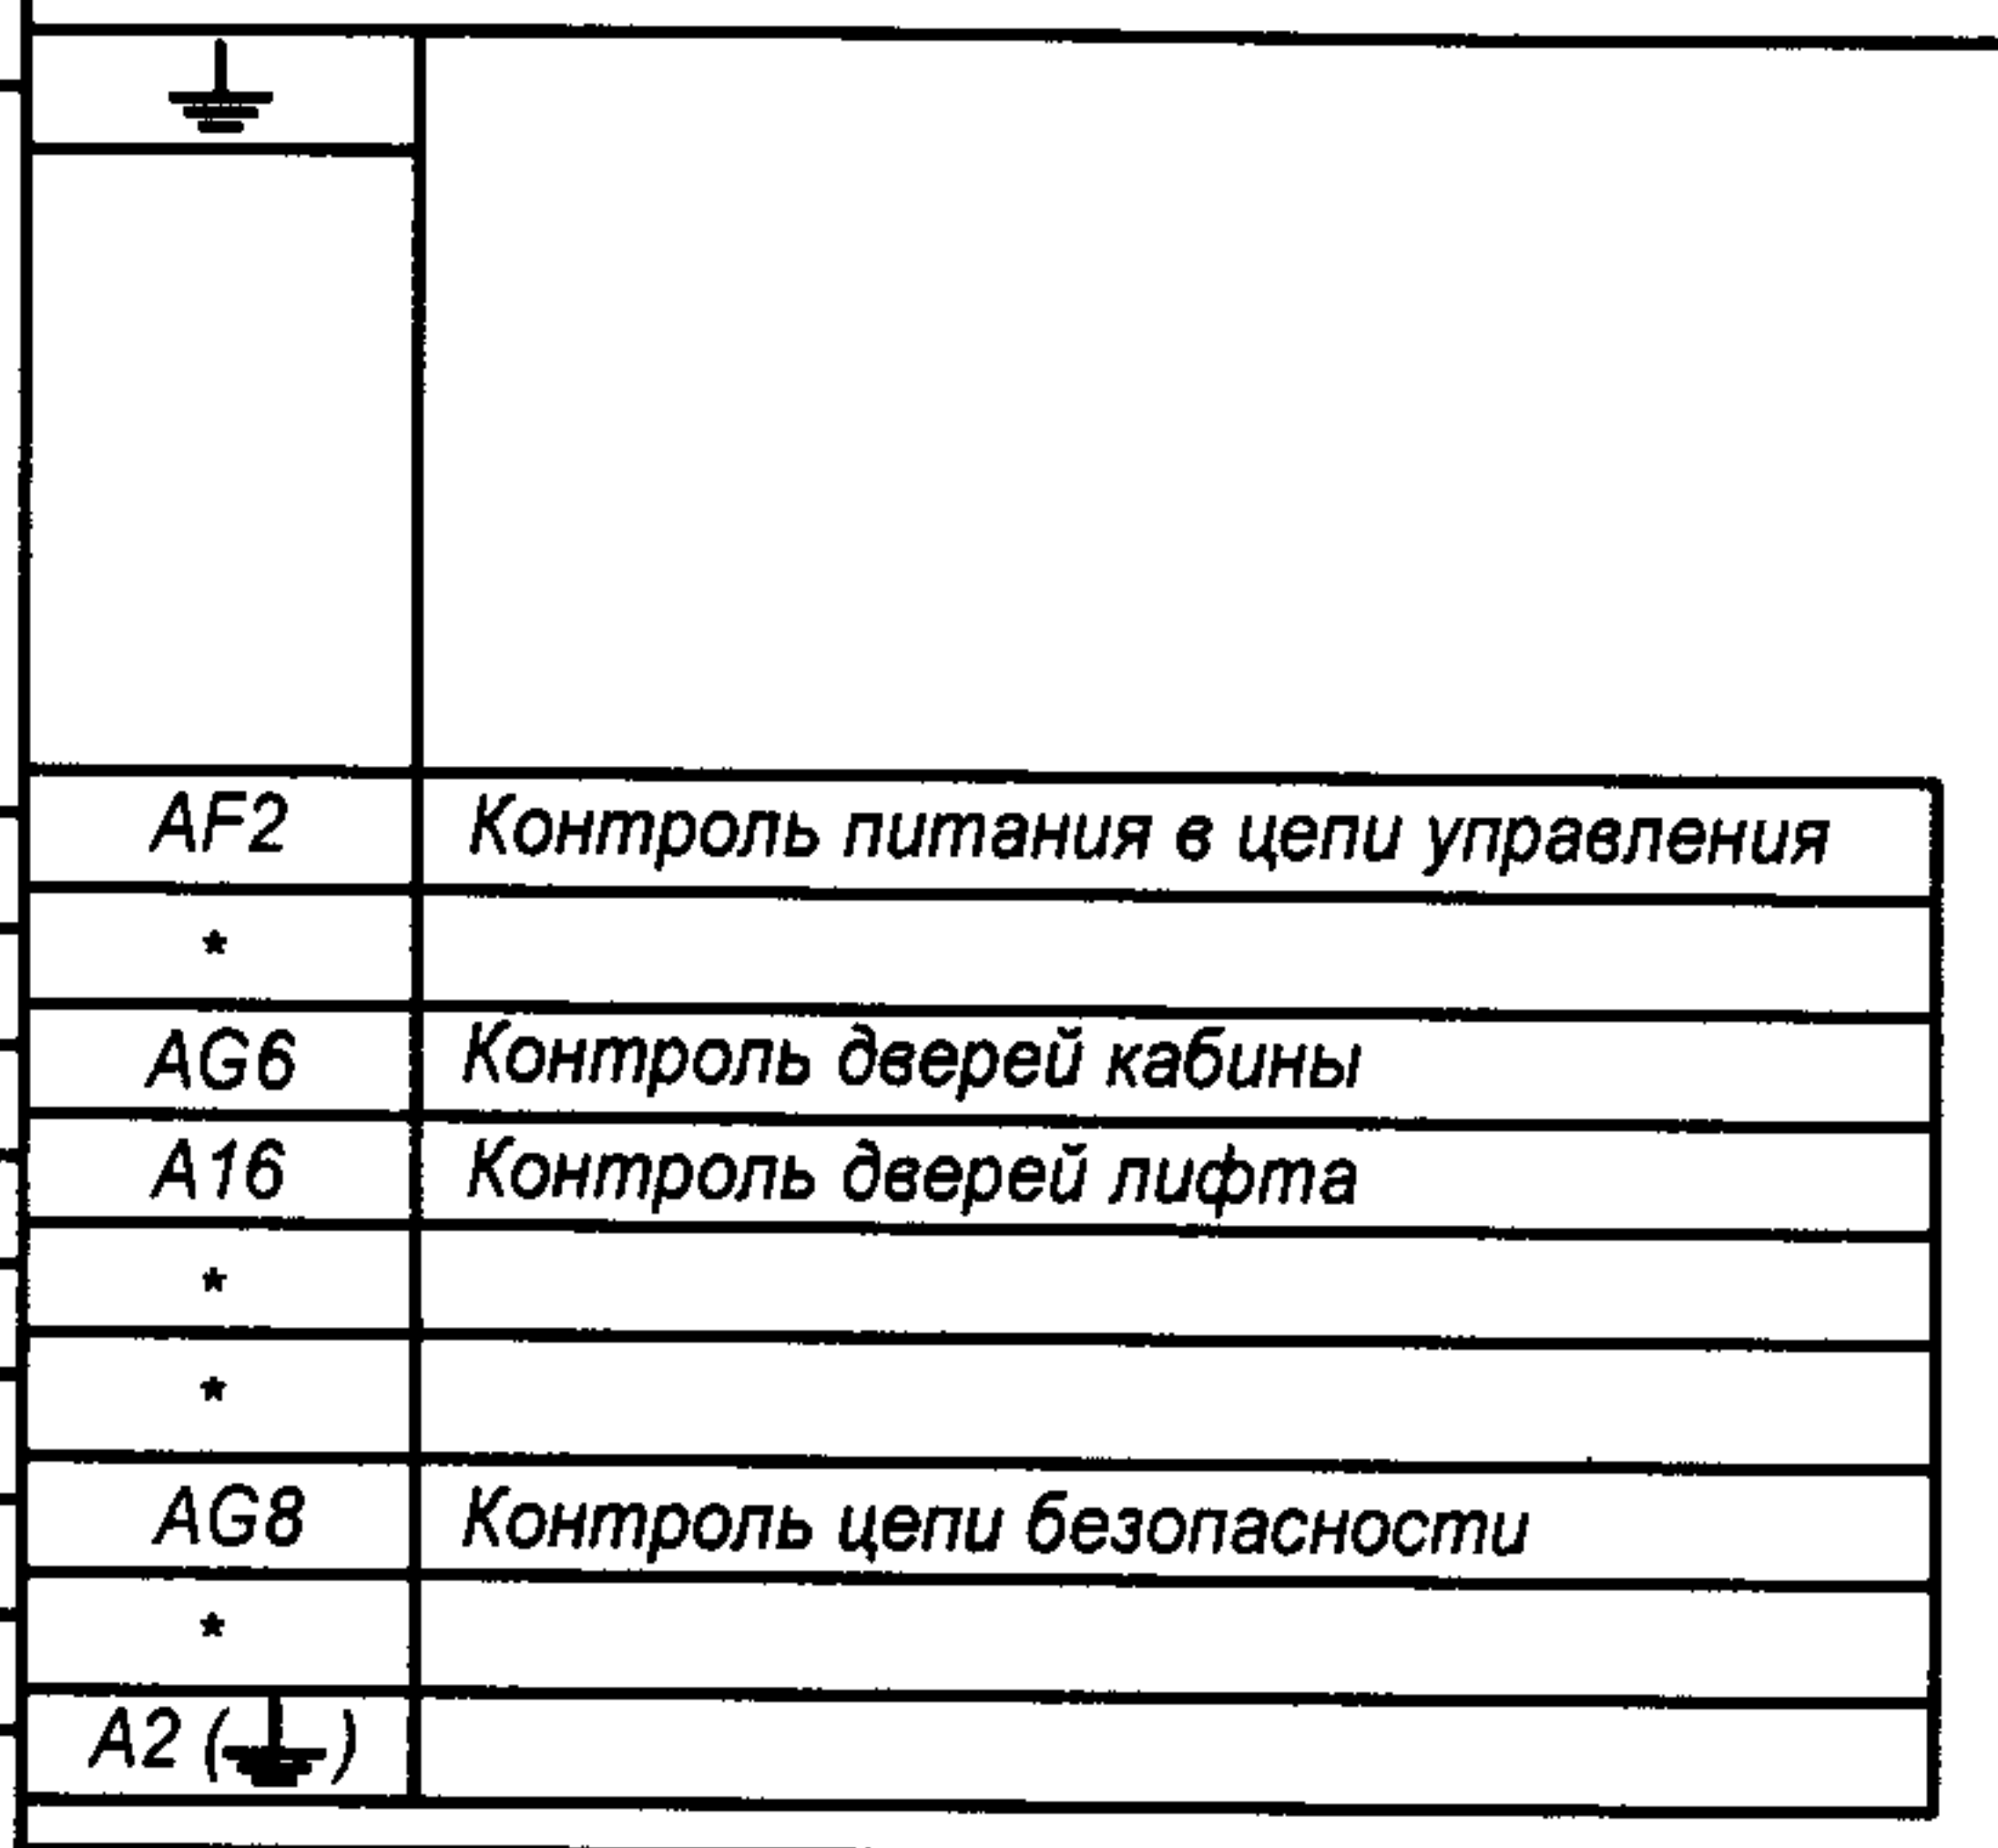 AF2 Контроль питания в цепи управления
*
AG6 Контроль дверей кабины
A16 Контроль дверей лифта
*
*
AG8 Контроль цепи безопасности
*
A2 (⏚)